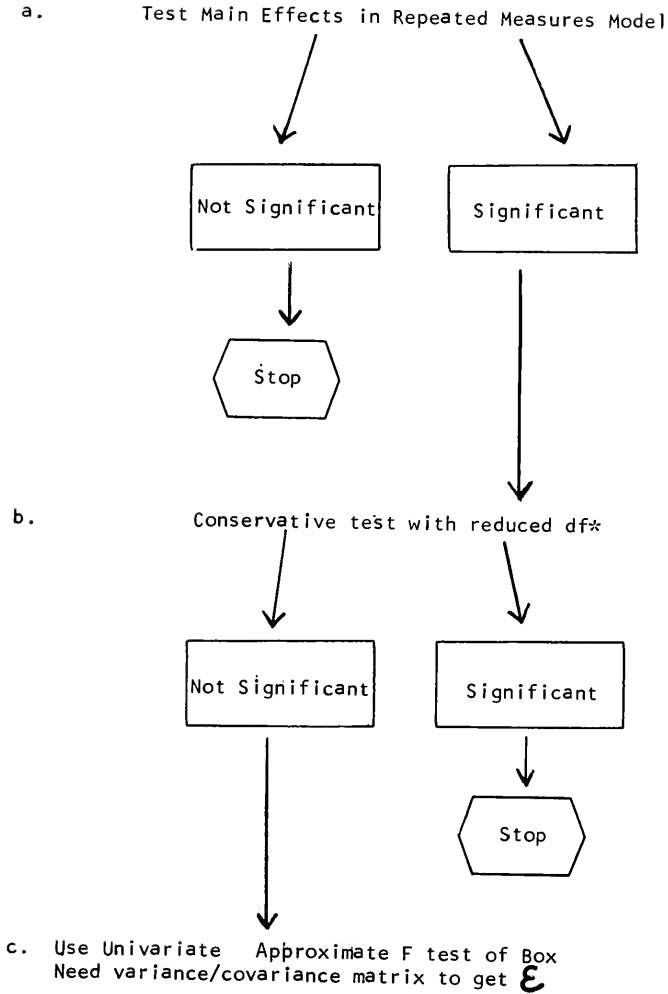 a. Test Main Effects in Repeated Measures Model
Not Significant
Significant
Stop
b. Conservative test with reduced df*
Not Significant
Significant
Stop
c. Use Univariate Approximate F test of Box
Need variance/covariance matrix to get ε